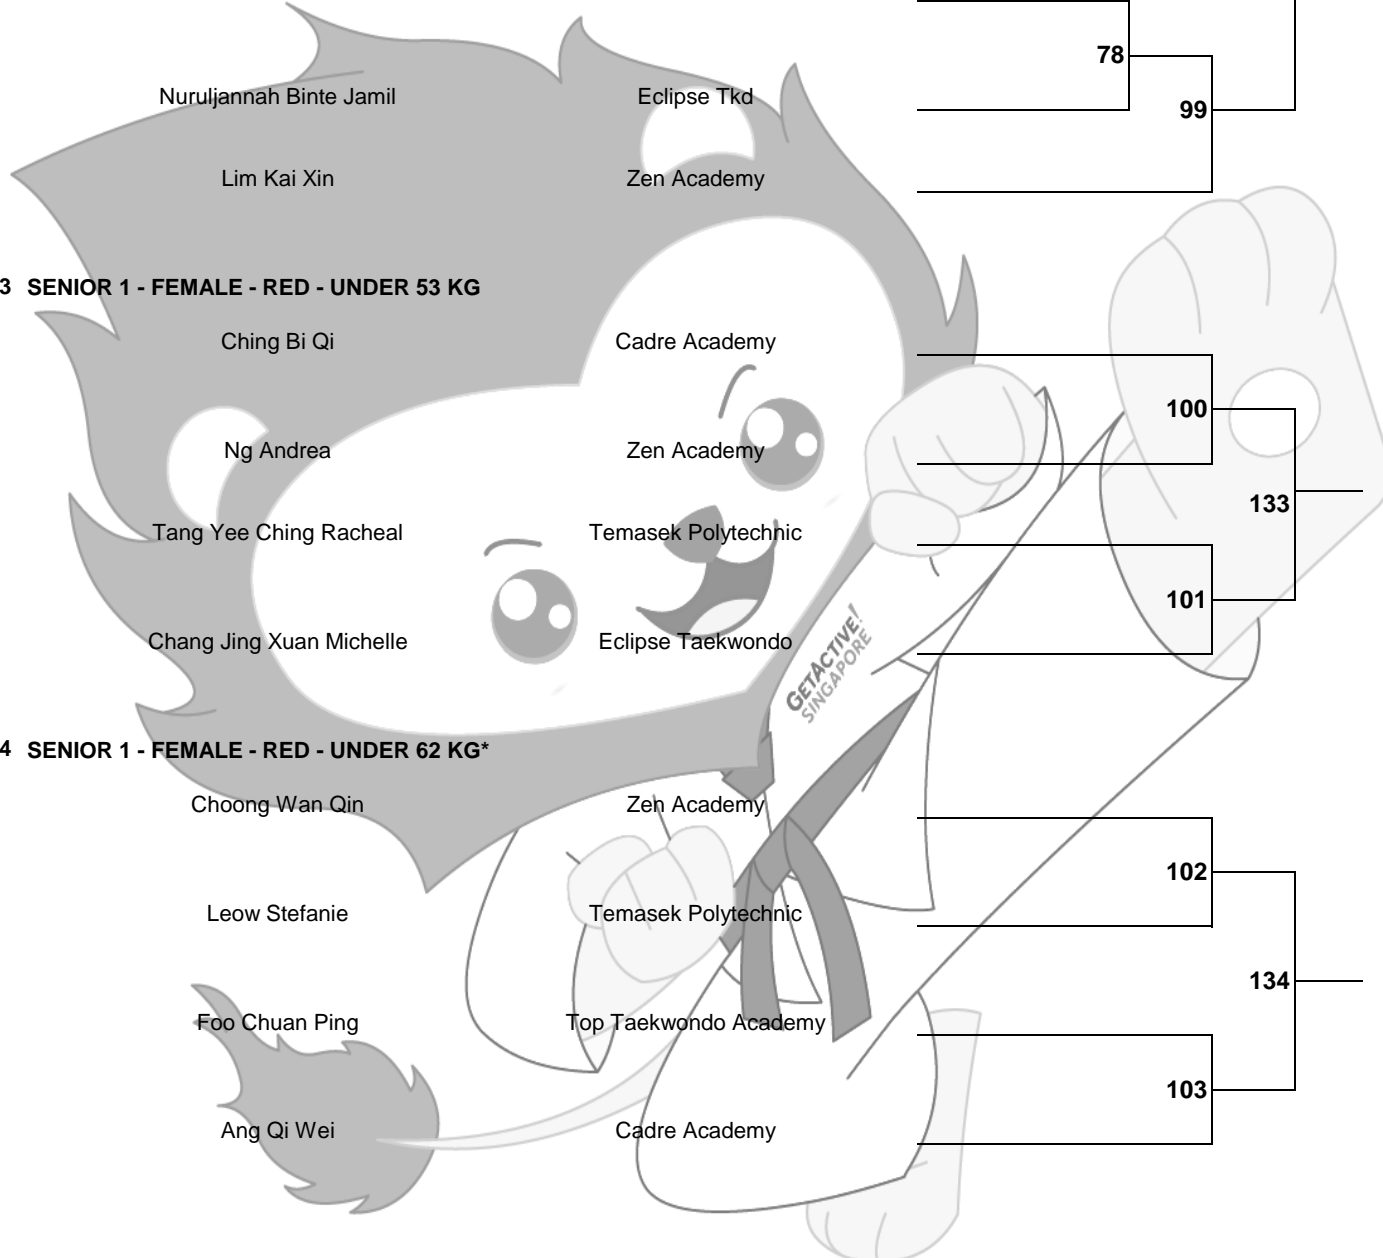 78
Nuruljannah Binte Jamil Eclipse Tkd
99
Lim Kai Xin Zen Academy
3 SENIOR 1 - FEMALE - RED - UNDER 53 KG
Ching Bi Qi Cadre Academy
100
Ng Andrea Zen Academy
133
Tang Yee Ching Racheal Temasek Polytechnic
101
Chang Jing Xuan Michelle Eclipse Taekwondo
GETACTIVE!
SINGAPORE
4 SENIOR 1 - FEMALE - RED - UNDER 62 KG*
Choong Wan Qin Zen Academy
102
Leow Stefanie Temasek Polytechnic
134
Foo Chuan Ping Top Taekwondo Academy
103
Ang Qi Wei Cadre Academy